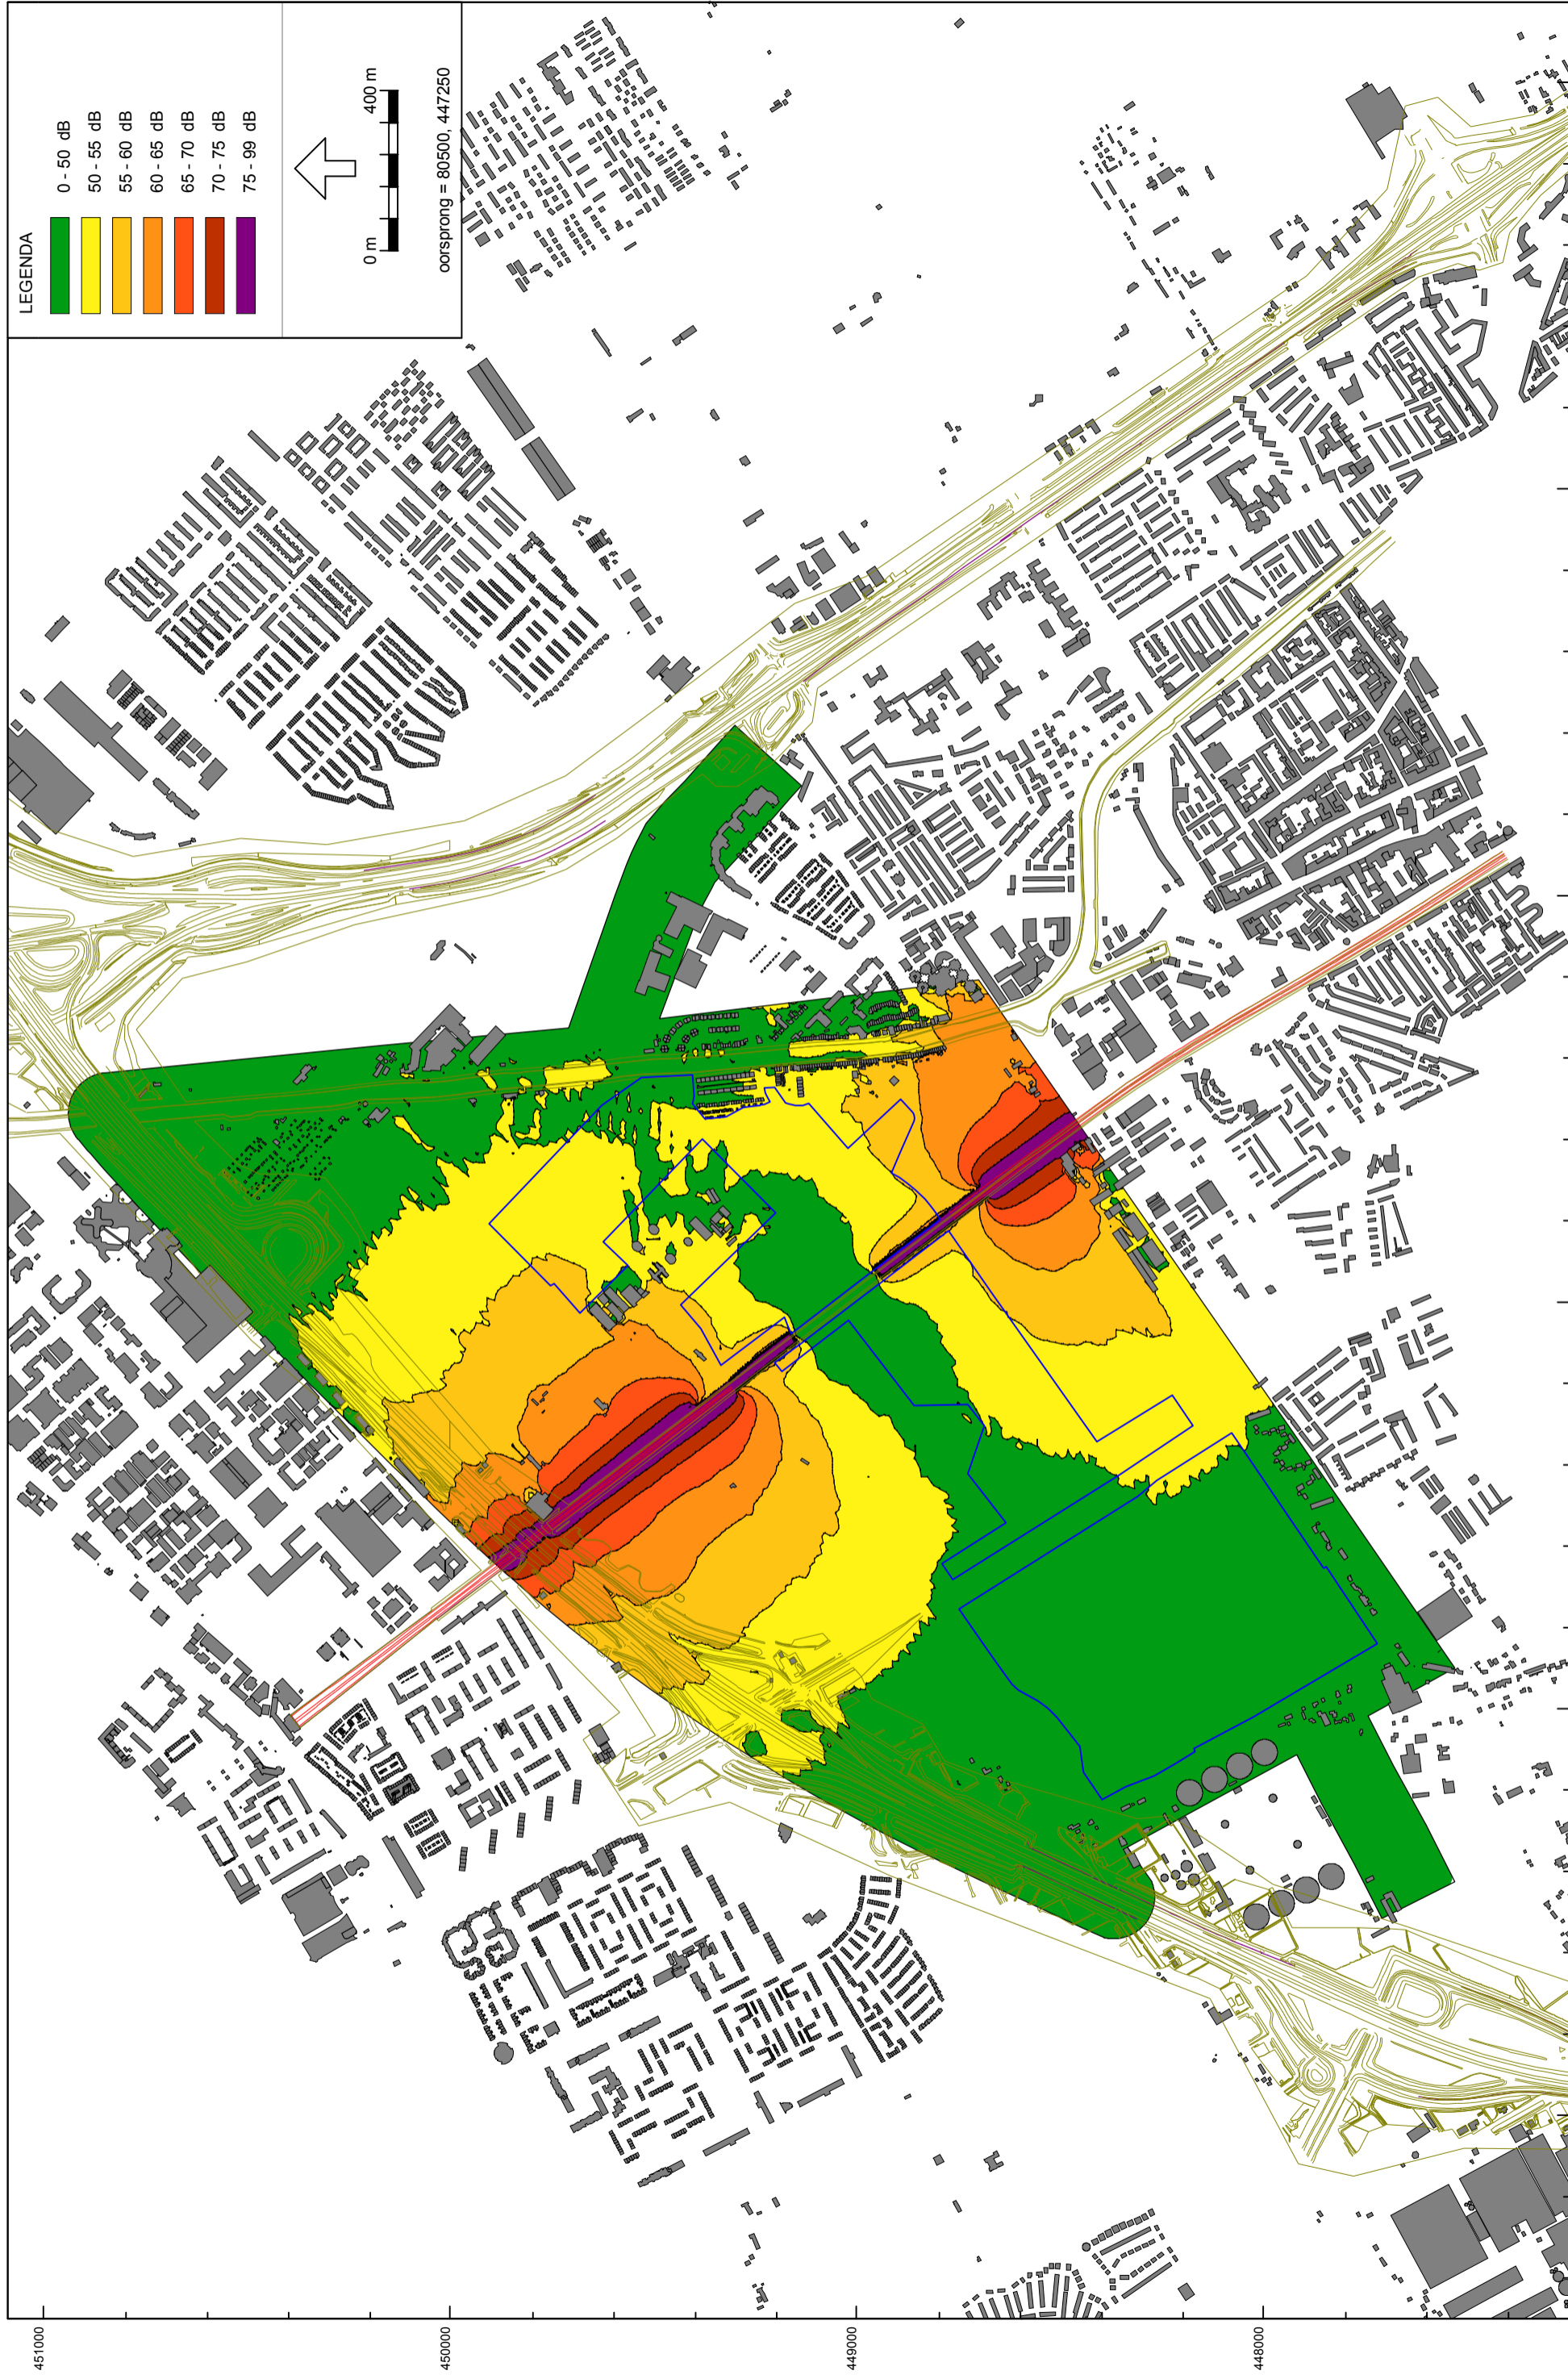 LEGENDA
0 - 50 dB
50 - 55 dB
55 - 60 dB
60 - 65 dB
65 - 70 dB
70 - 75 dB
75 - 99 dB
0 m
400 m
oorsprong = 80500, 447250
451000
450000
449000
448000